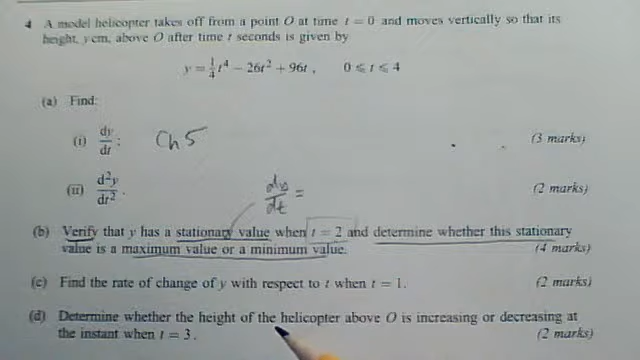 4 A model helicopter takes off from a point O at time t = 0 and moves vertically so that its
height, y cm, above O after time t seconds is given by
y = 1/4 t⁴ − 26t² + 96t , 0 ⩽ t ⩽ 4
(a) Find:
(i) dy/dt : Ch 5 (3 marks)
(ii) d²y/dt² . (2 marks)
dy/dt =
(b) Verify that y has a stationary value when t = 2 and determine whether this stationary
value is a maximum value or a minimum value. (4 marks)
(c) Find the rate of change of y with respect to t when t = 1. (2 marks)
(d) Determine whether the height of the helicopter above O is increasing or decreasing at
the instant when t = 3. (2 marks)